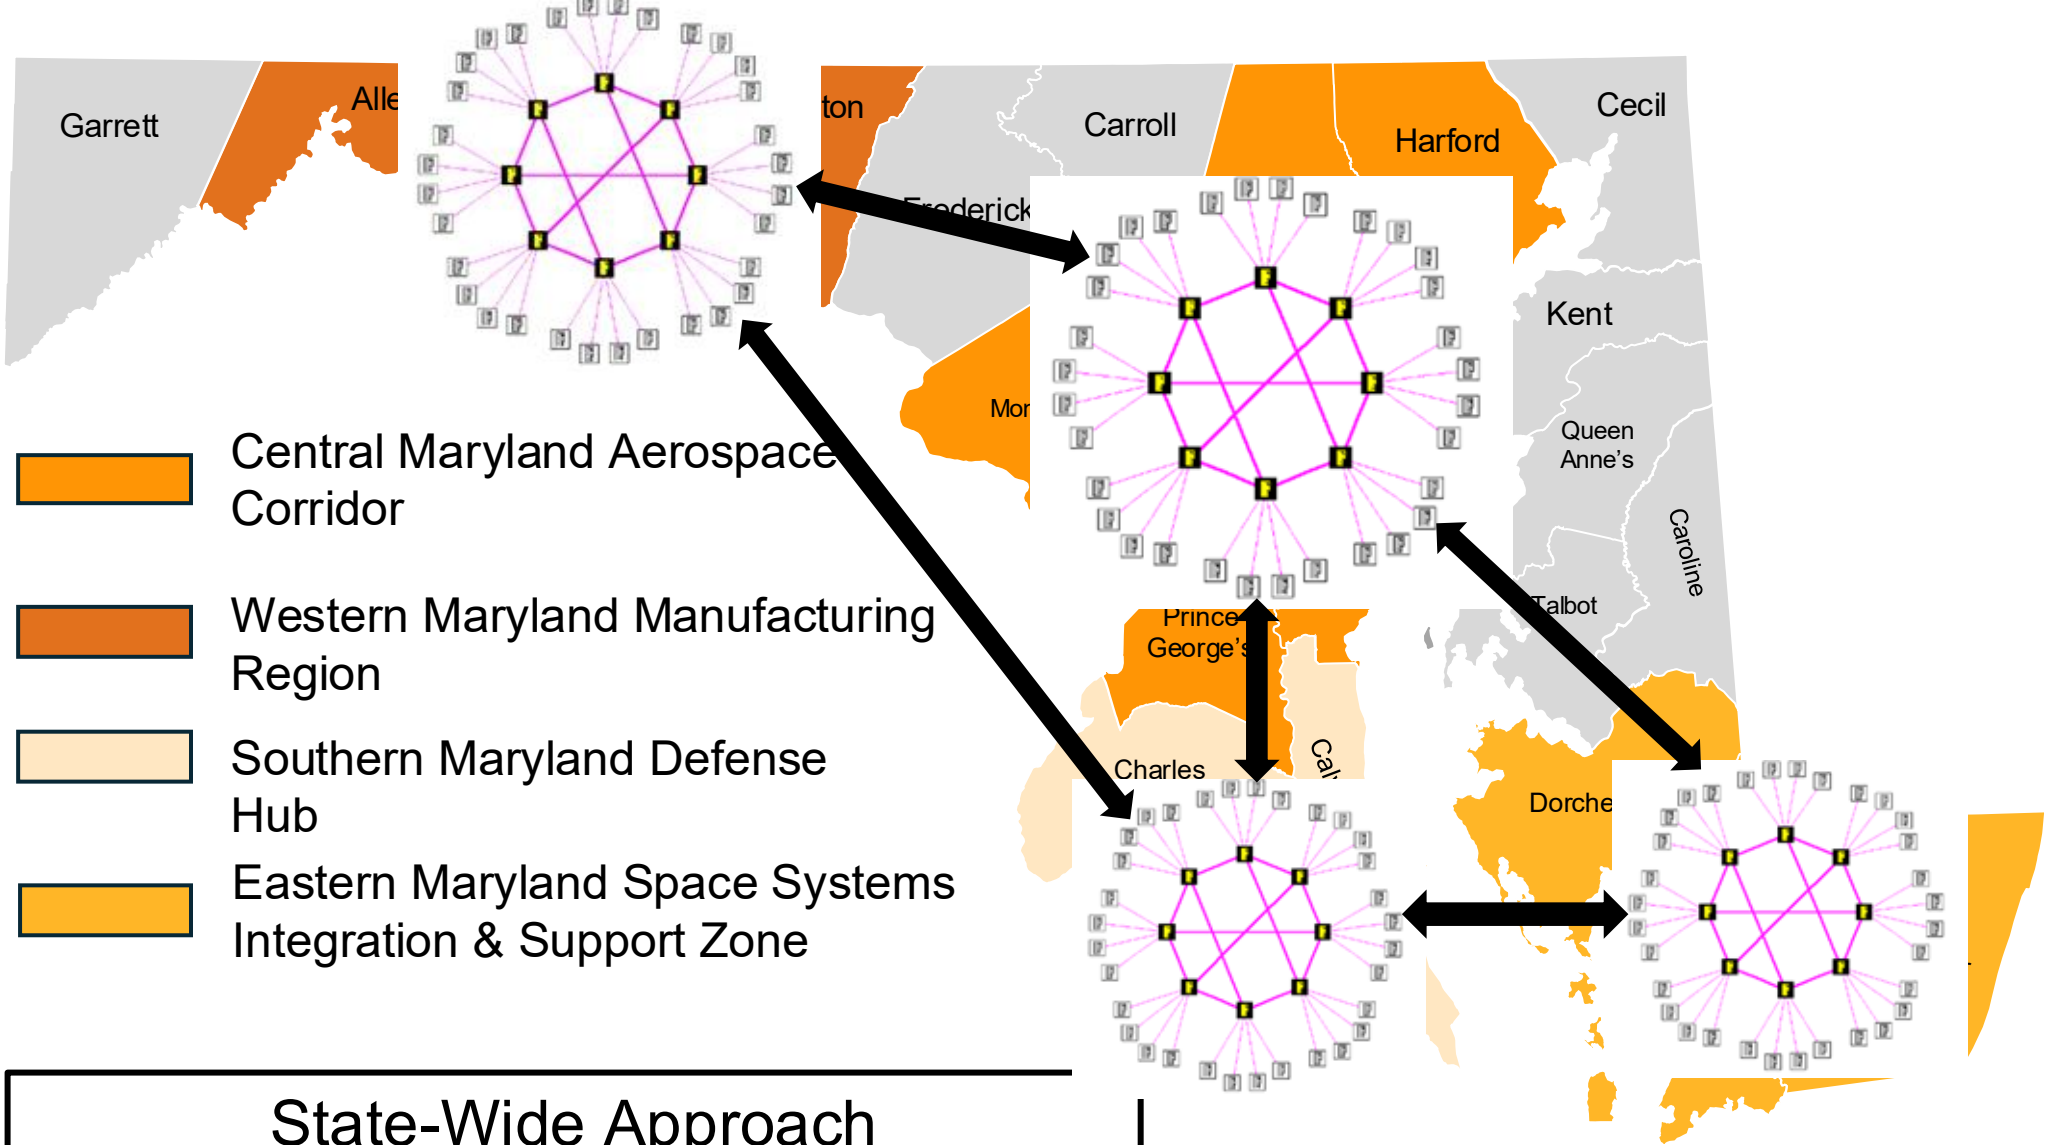 Garrett
Alle
ton
Frederick
Carroll
Harford
Cecil
Kent
Mor
Queen
Anne's
Caroline
Talbot
Prince
George's
Charles
Cal
Dorche
Central Maryland Aerospace
Corridor
Western Maryland Manufacturing
Region
Southern Maryland Defense
Hub
Eastern Maryland Space Systems
Integration & Support Zone
State-Wide Approach